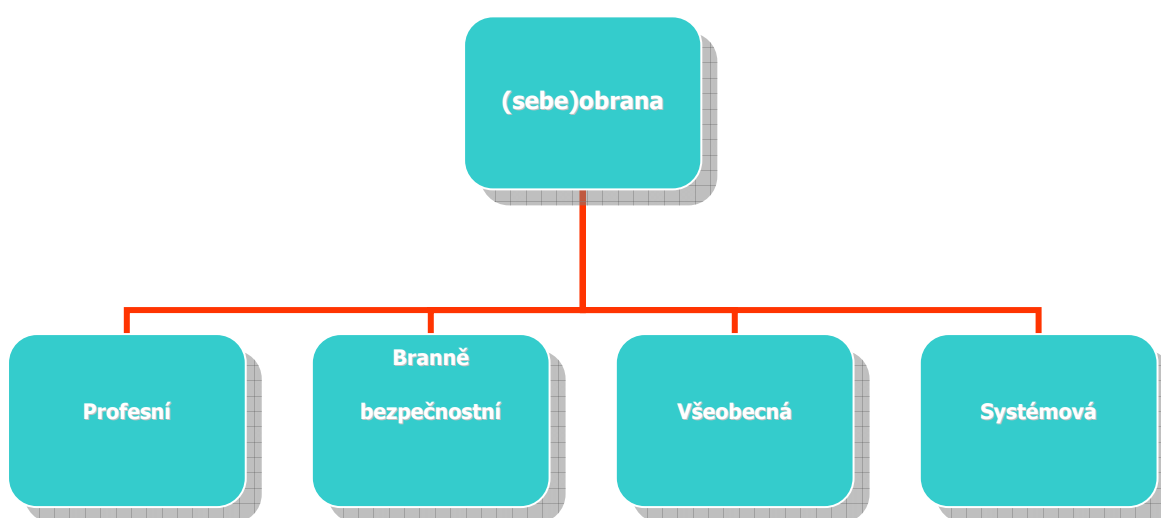 (sebe)obrana
Profesní
Branně
bezpečnostní
Všeobecná
Systémová